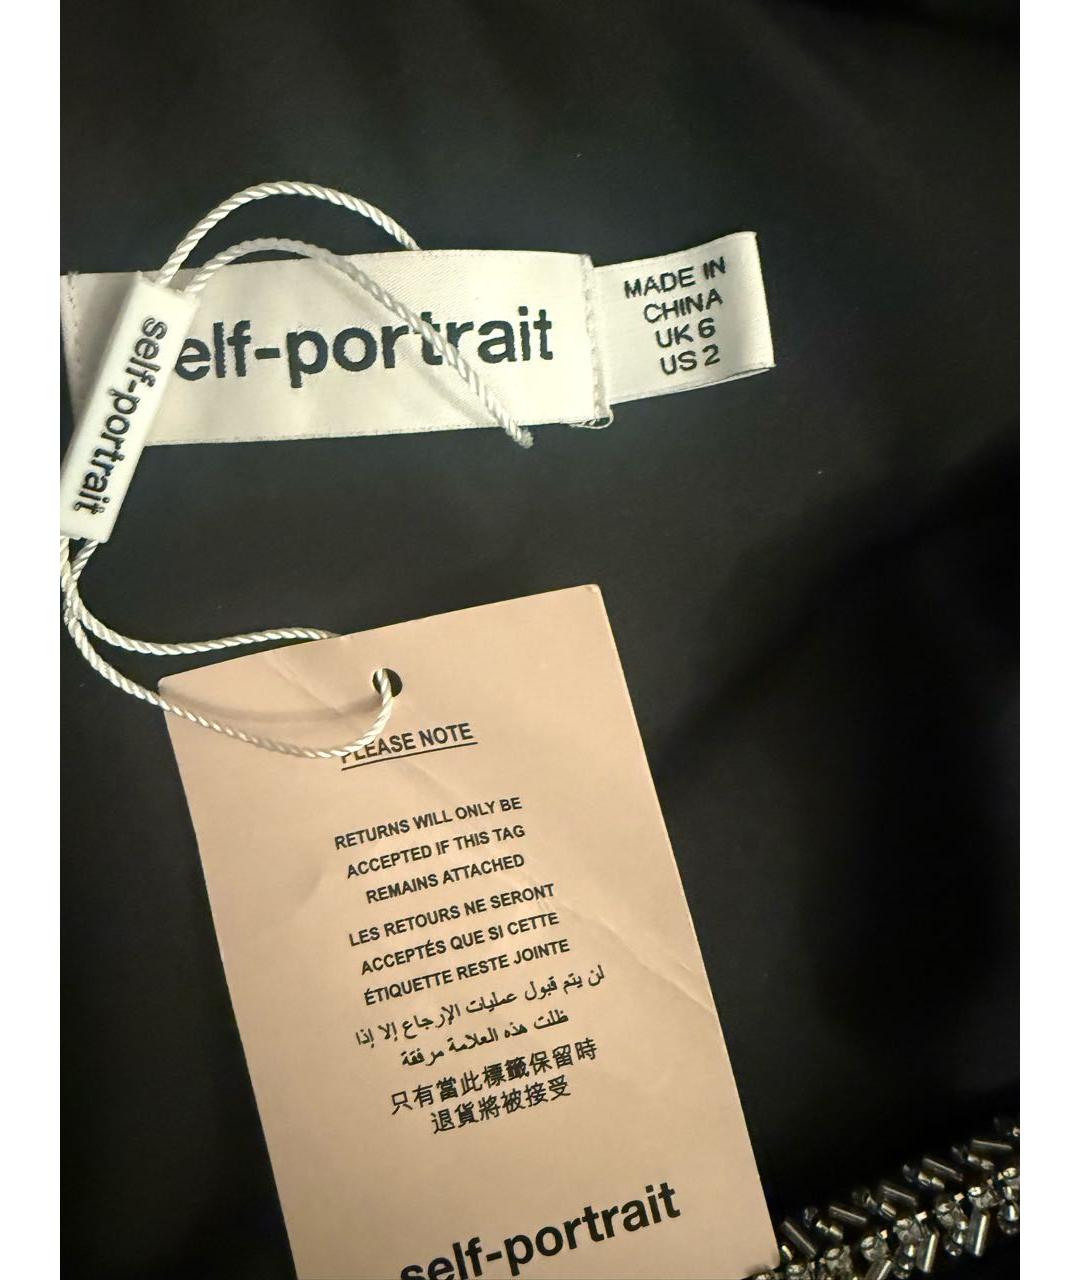 self-portrait
elf-portrait
MADE IN
CHINA
UK 6
US 2
PLEASE NOTE
RETURNS WILL ONLY BE
ACCEPTED IF THIS TAG
REMAINS ATTACHED
LES RETOURS NE SERONT
ACCEPTÉS QUE SI CETTE
ÉTIQUETTE RESTE JOINTE
لن يتم قبول عمليات الإرجاع إلا إذا
ظلت هذه العلامة مرفقة
只有當此標籤保留時
退貨將被接受
self-portrait